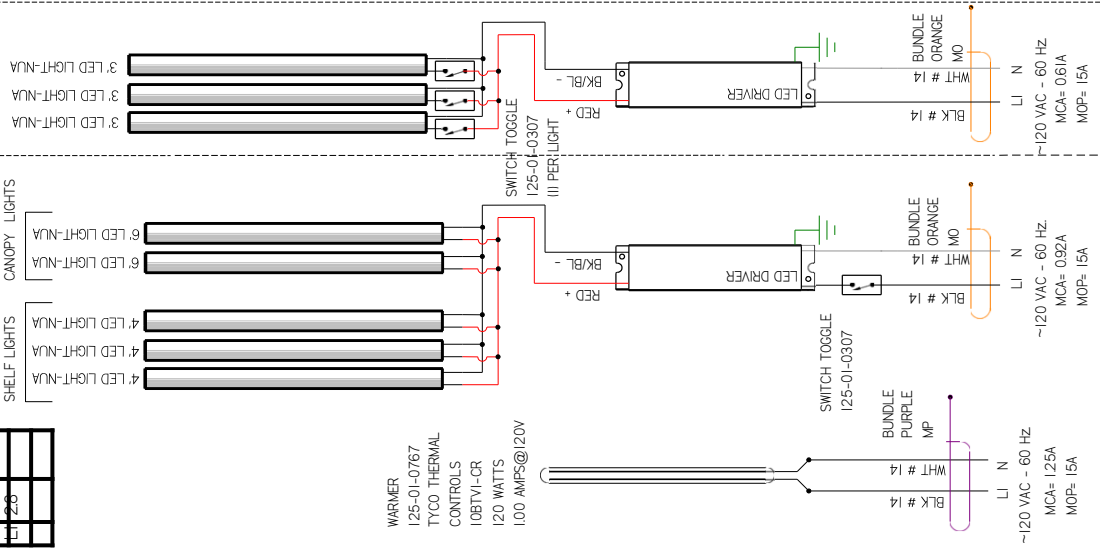 3' LED LIGHT-NUA
3' LED LIGHT-NUA
3' LED LIGHT-NUA
SWITCH TOGGLE
125-01-0307
(1) PER LIGHT
BK/BL -
RED +
LED DRIVER
BUNDLE
ORANGE
MO
WHT # 14
BLK # 14
N
L1
~120 VAC - 60 Hz.
MCA= 0.61A
MOP= 15A
CANOPY LIGHTS
6' LED LIGHT-NUA
6' LED LIGHT-NUA
SHELF LIGHTS
4' LED LIGHT-NUA
4' LED LIGHT-NUA
4' LED LIGHT-NUA
BK/BL -
RED +
LED DRIVER
SWITCH TOGGLE
125-01-0307
BUNDLE
ORANGE
MO
WHT # 14
BLK # 14
N
L1
~120 VAC - 60 Hz.
MCA= 0.92A
MOP= 15A
WARMER
125-01-0767
TYCO THERMAL
CONTROLS
10BTV1-CR
120 WATTS
1.00 AMPS@120V
BUNDLE
PURPLE
MP
WHT # 14
BLK # 14
N
L1
~120 VAC - 60 Hz.
MCA= 1.25A
MOP= 15A